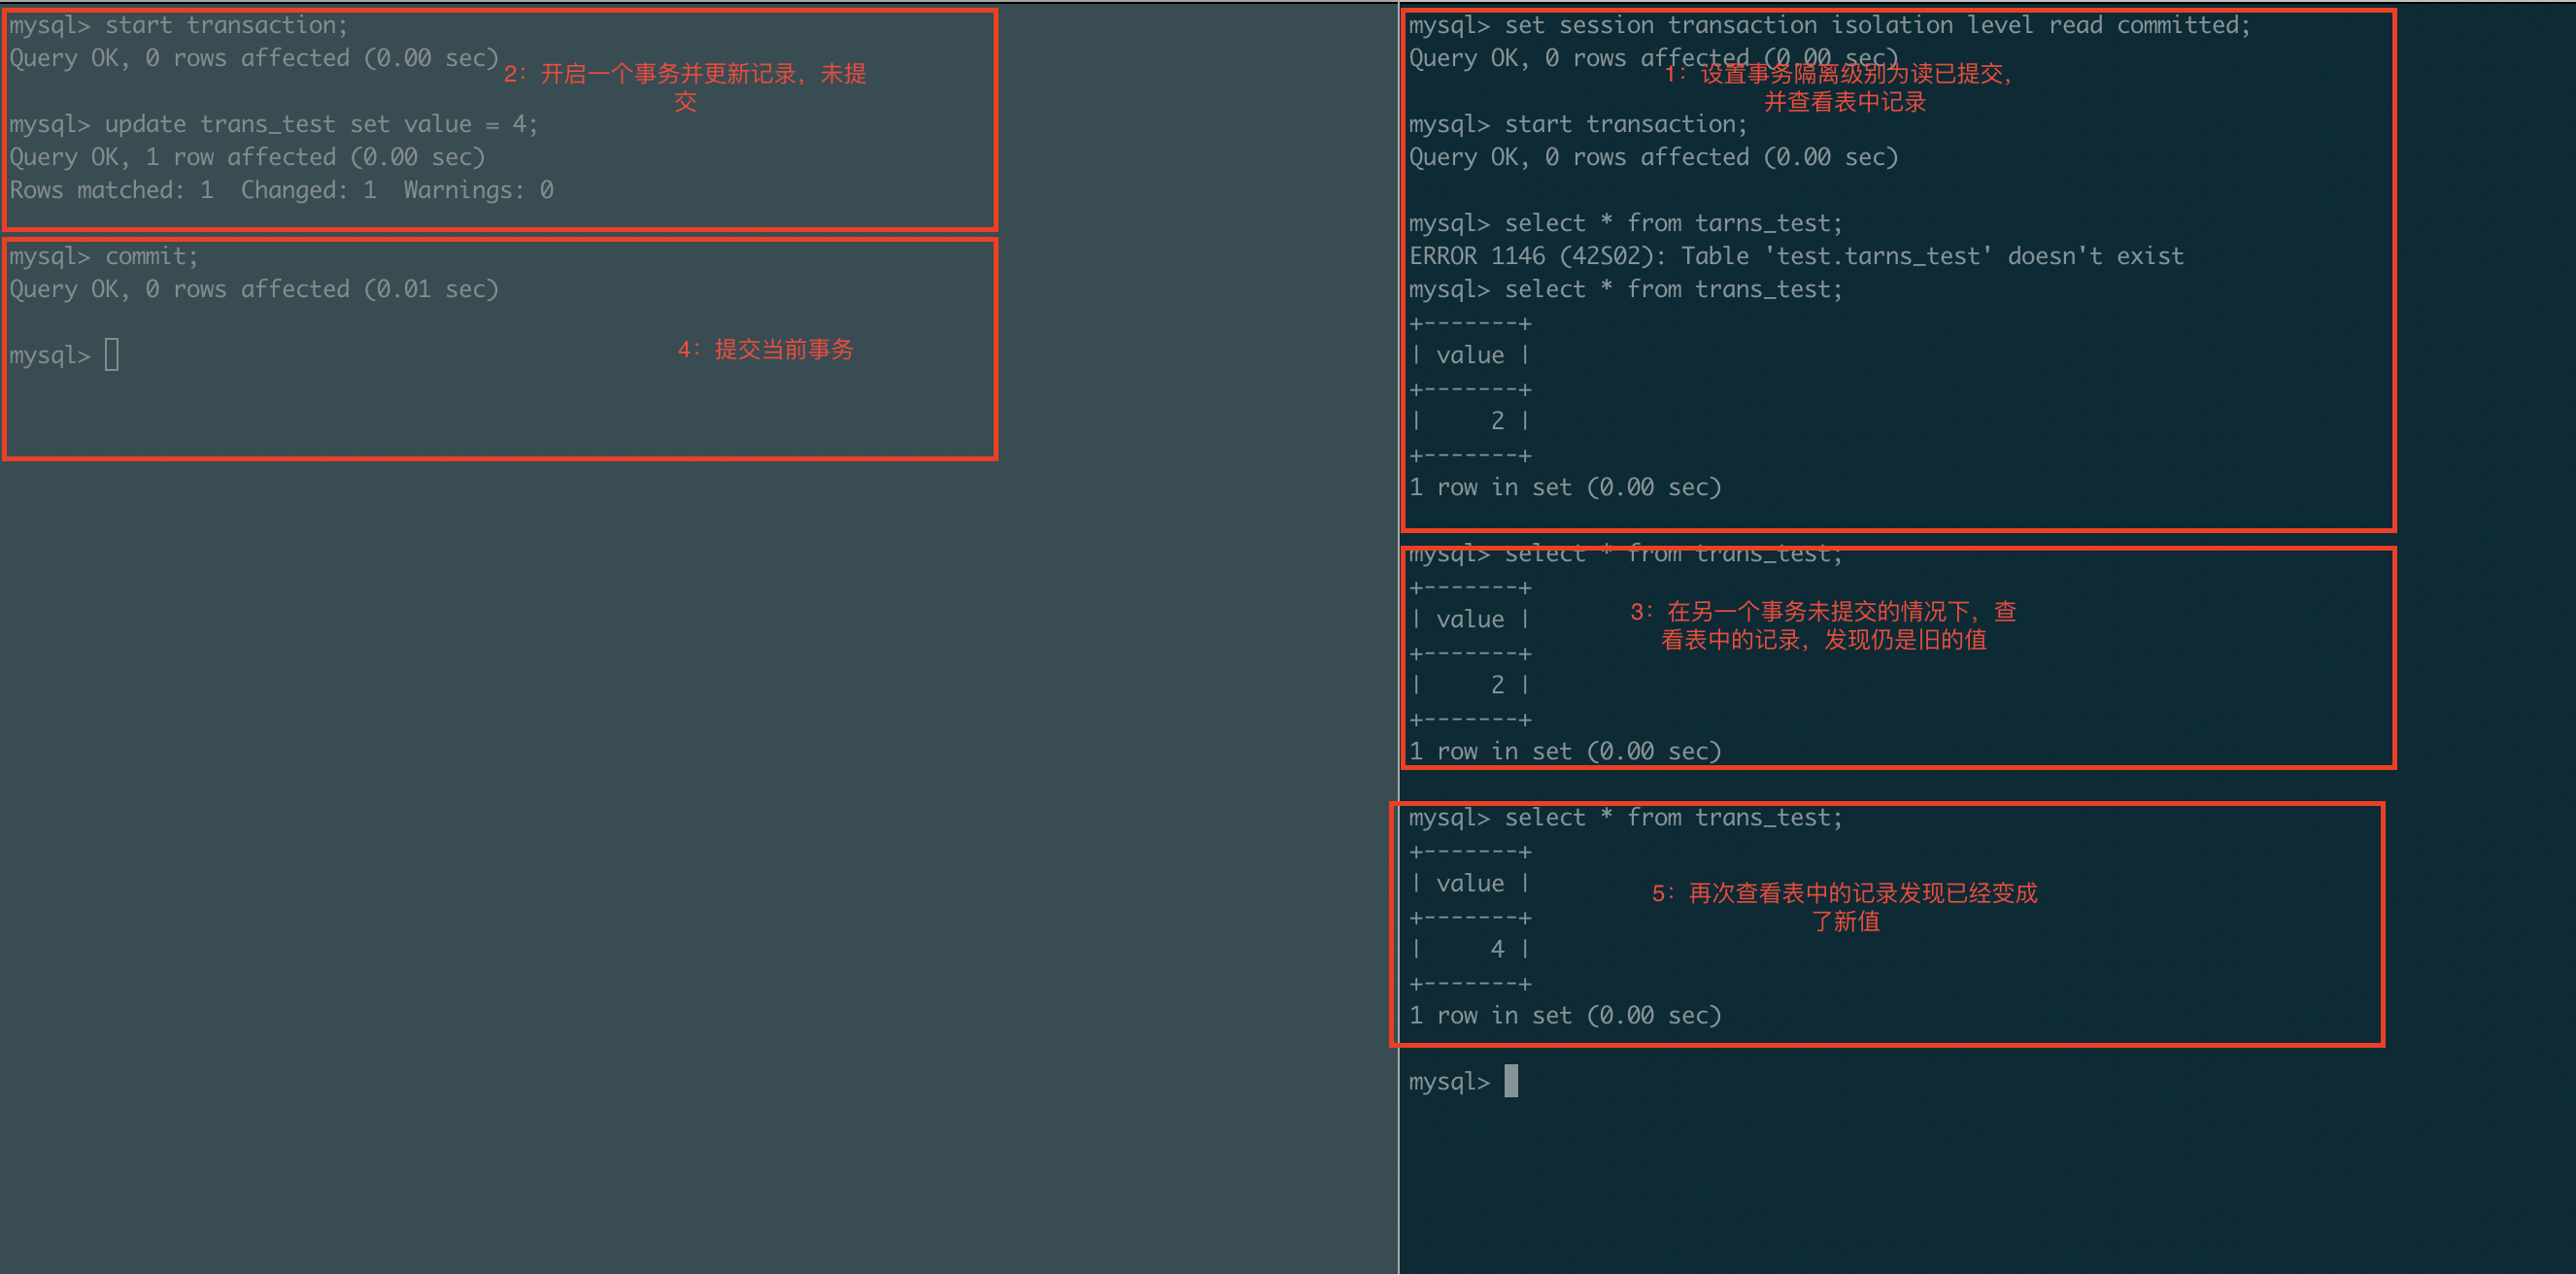 mysql> start transaction;
Query OK, 0 rows affected (0.00 sec)
2：开启一个事务并更新记录，未提
交
mysql> update trans_test set value = 4;
Query OK, 1 row affected (0.00 sec)
Rows matched: 1  Changed: 1  Warnings: 0
mysql> commit;
Query OK, 0 rows affected (0.01 sec)
4：提交当前事务
mysql>
mysql> set session transaction isolation level read committed;
Query OK, 0 rows affected (0.00 sec)
1：设置事务隔离级别为读已提交，
并查看表中记录
mysql> start transaction;
Query OK, 0 rows affected (0.00 sec)
mysql> select * from tarns_test;
ERROR 1146 (42S02): Table 'test.tarns_test' doesn't exist
mysql> select * from trans_test;
+-------+
| value |
+-------+
|     2 |
+-------+
1 row in set (0.00 sec)
mysql> select * from trans_test;
+-------+
| value |
+-------+
|     2 |
+-------+
1 row in set (0.00 sec)
3：在另一个事务未提交的情况下，查
看表中的记录，发现仍是旧的值
mysql> select * from trans_test;
+-------+
| value |
+-------+
|     4 |
+-------+
1 row in set (0.00 sec)
5：再次查看表中的记录发现已经变成
了新值
mysql>